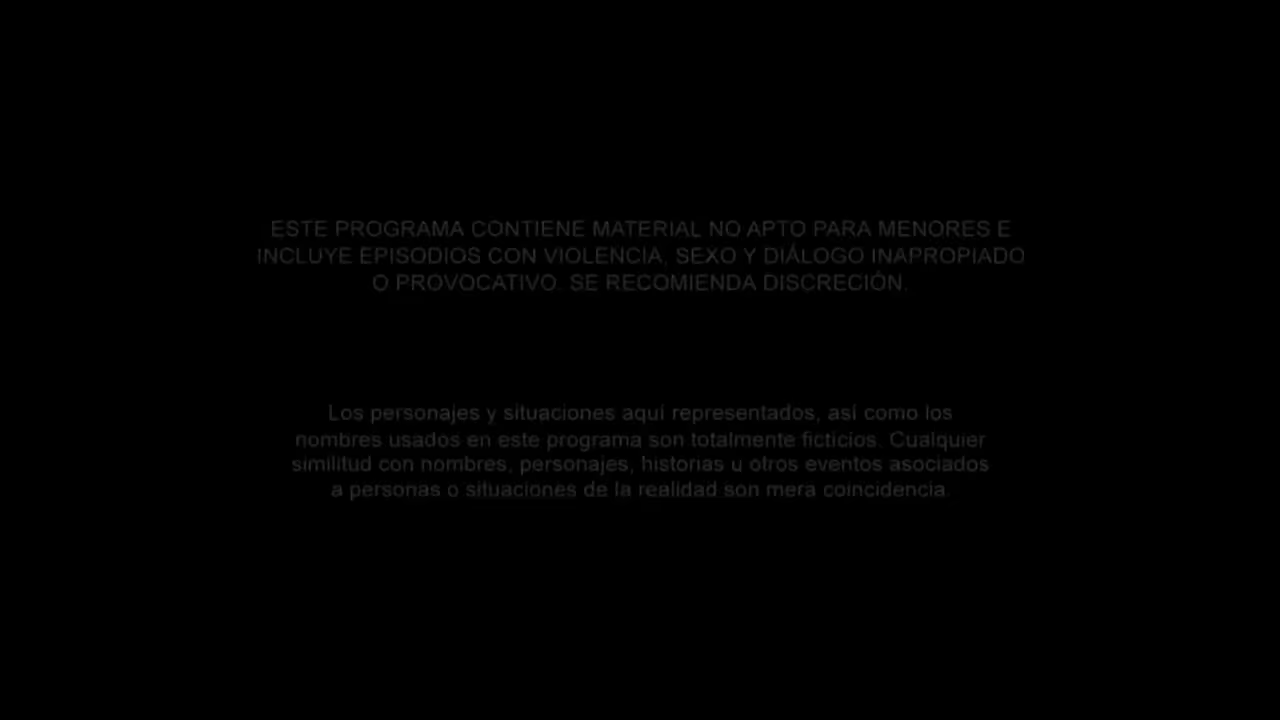 ESTE PROGRAMA CONTIENE MATERIAL NO APTO PARA MENORES E
INCLUYE EPISODIOS CON VIOLENCIA, SEXO Y DIÁLOGO INAPROPIADO
O PROVOCATIVO. SE RECOMIENDA DISCRECIÓN.
Los personajes y situaciones aquí representados, así como los
nombres usados en este programa son totalmente ficticios. Cualquier
similitud con nombres, personajes, historias u otros eventos asociados
a personas o situaciones de la realidad son mera coincidencia.